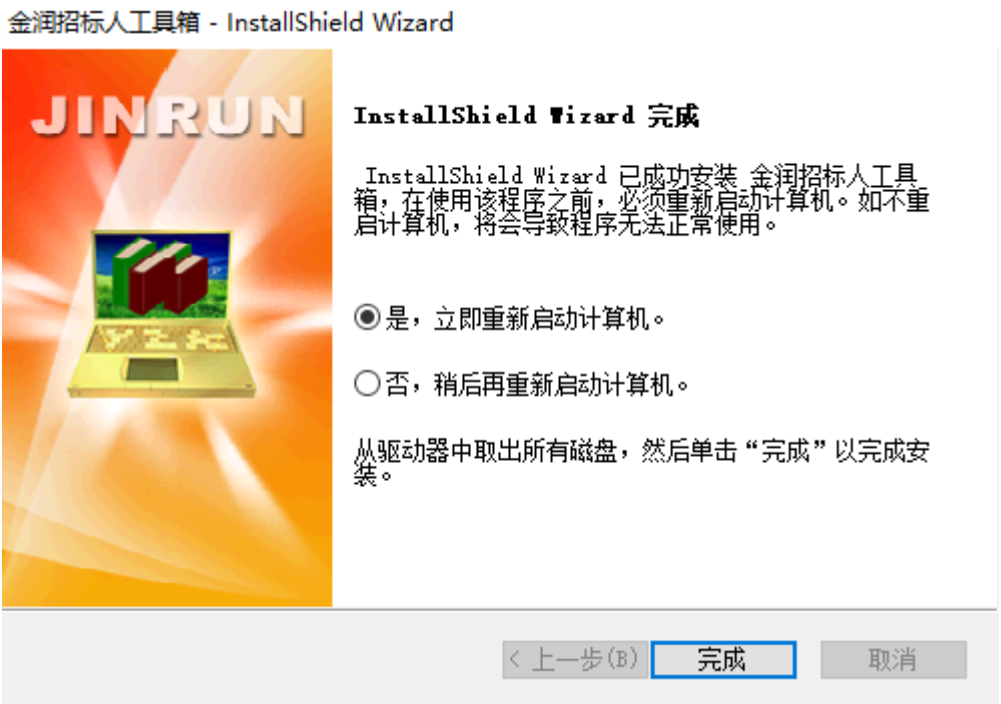 金润招标人工具箱 - InstallShield Wizard
JINRUN
InstallShield Wizard 完成
InstallShield Wizard 已成功安装 金润招标人工具
箱，在使用该程序之前，必须重新启动计算机。如不重
启计算机，将会导致程序无法正常使用。
是，立即重新启动计算机。
否，稍后再重新启动计算机。
从驱动器中取出所有磁盘，然后单击“完成”以完成安
装。
< 上一步(B)
完成
取消